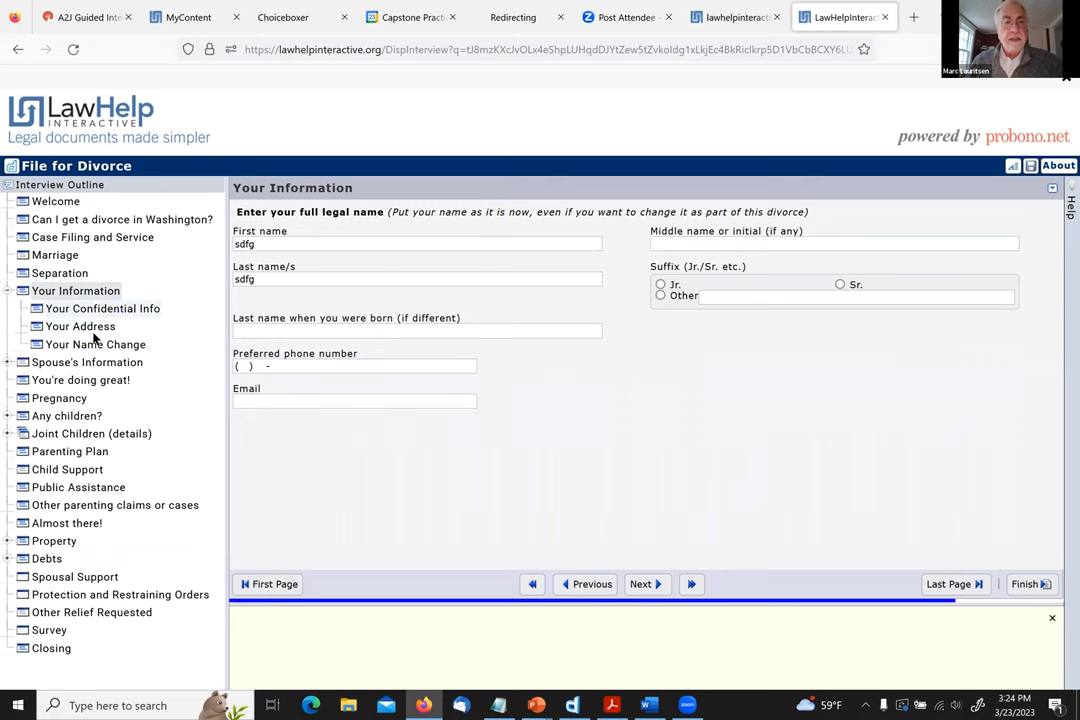 A2J Guided Inte
MyContent
Choiceboxer
Capstone Practi
Redirecting
Post Attendee -
lawhelpinteracti
LawHelpInteract
https://lawhelpinteractive.org/DispInterview?q=tJ8mzKXcJvOLx4eShpLUHqdDJYtZew5tZvkoIdg1xLkjEc4BkRiclkrp5D1VbCbBCXY6LU
Marc Lauritsen
LawHelp
INTERACTIVE
Legal documents made simpler
powered by probono.net
File for Divorce
About
Interview Outline
Welcome
Can I get a divorce in Washington?
Case Filing and Service
Marriage
Separation
Your Information
Your Confidential Info
Your Address
Your Name Change
Spouse's Information
You're doing great!
Pregnancy
Any children?
Joint Children (details)
Parenting Plan
Child Support
Public Assistance
Other parenting claims or cases
Almost there!
Property
Debts
Spousal Support
Protection and Restraining Orders
Other Relief Requested
Survey
Closing
Your Information
Enter your full legal name (Put your name as it is now, even if you want to change it as part of this divorce)
First name
sdfg
Middle name or initial (if any)
Last name/s
sdfg
Suffix (Jr./Sr. etc.)
Jr.
Sr.
Other
Last name when you were born (if different)
Preferred phone number
( ) -
Email
Help
First Page
Previous
Next
Last Page
Finish
Type here to search
59°F
3:24 PM
3/23/2023